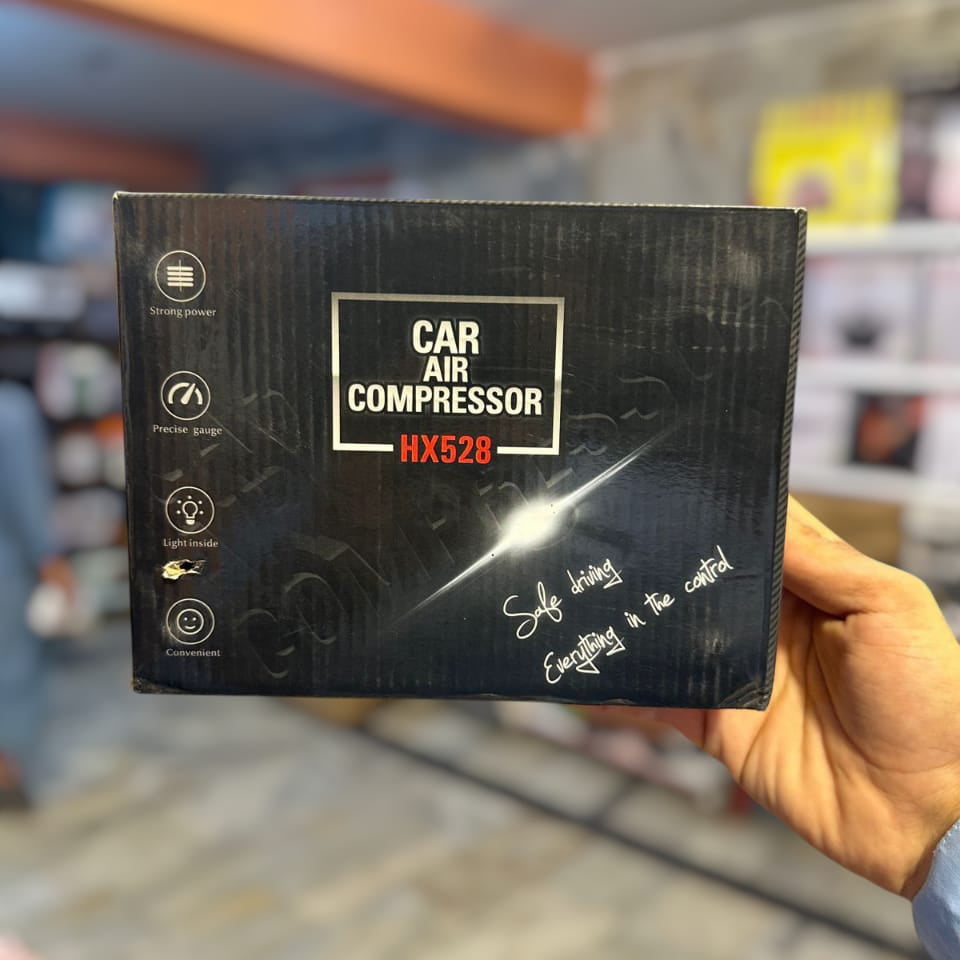 CAR
AIR
COMPRESSOR
HX528
Strong power
Precise gauge
Light inside
Convenient
Safe driving
Everything in the control